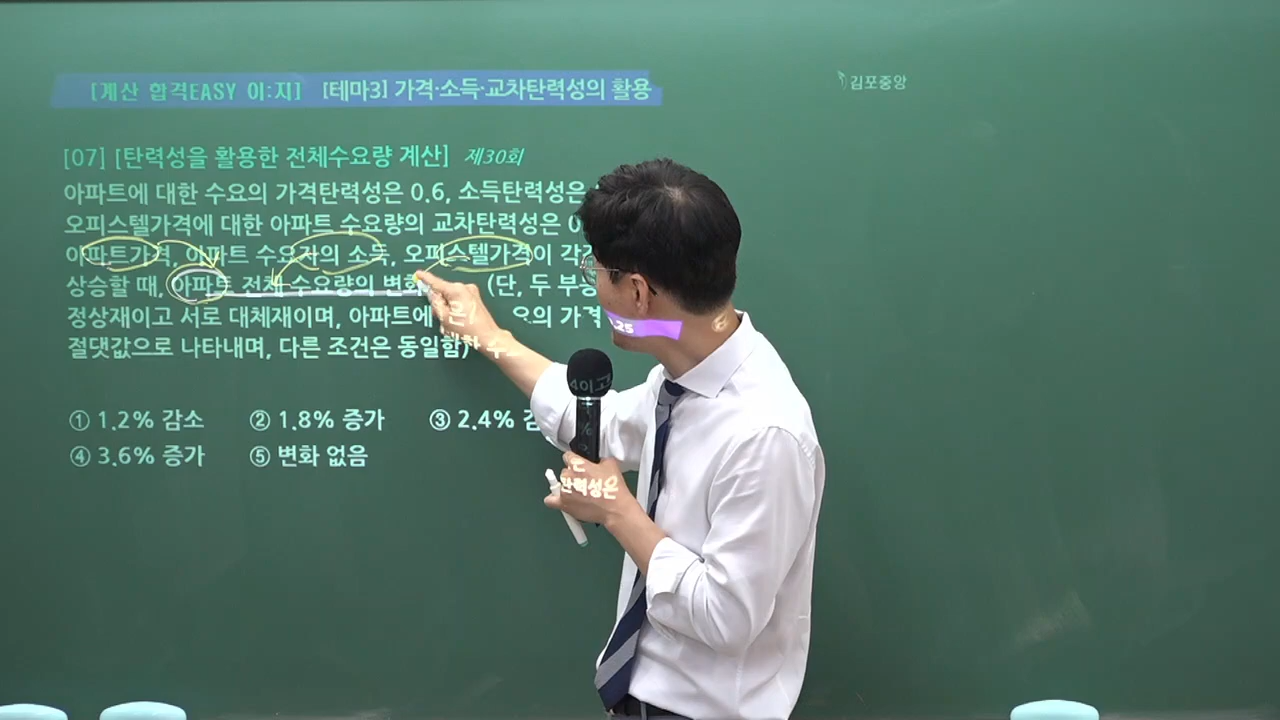 [계산 합격EASY 이:지] [테마3] 가격·소득·교차탄력성의 활용
김포중앙
[07] [탄력성을 활용한 전체수요량 계산] 제30회
아파트에 대한 수요의 가격탄력성은 0.6, 소득탄력성은
오피스텔가격에 대한 아파트 수요량의 교차탄력성은
아파트가격, 아파트 수요자의 소득, 오피스텔가격이 각
상승할 때, 아파트 전체 수요량의 변화 (단, 두 부
정상재이고 서로 대체재이며, 아파트에 가격
절댓값으로 나타내며, 다른 조건은 동일함)
① 1.2% 감소 ② 1.8% 증가 ③ 2.4%
④ 3.6% 증가 ⑤ 변화 없음
탄력성은